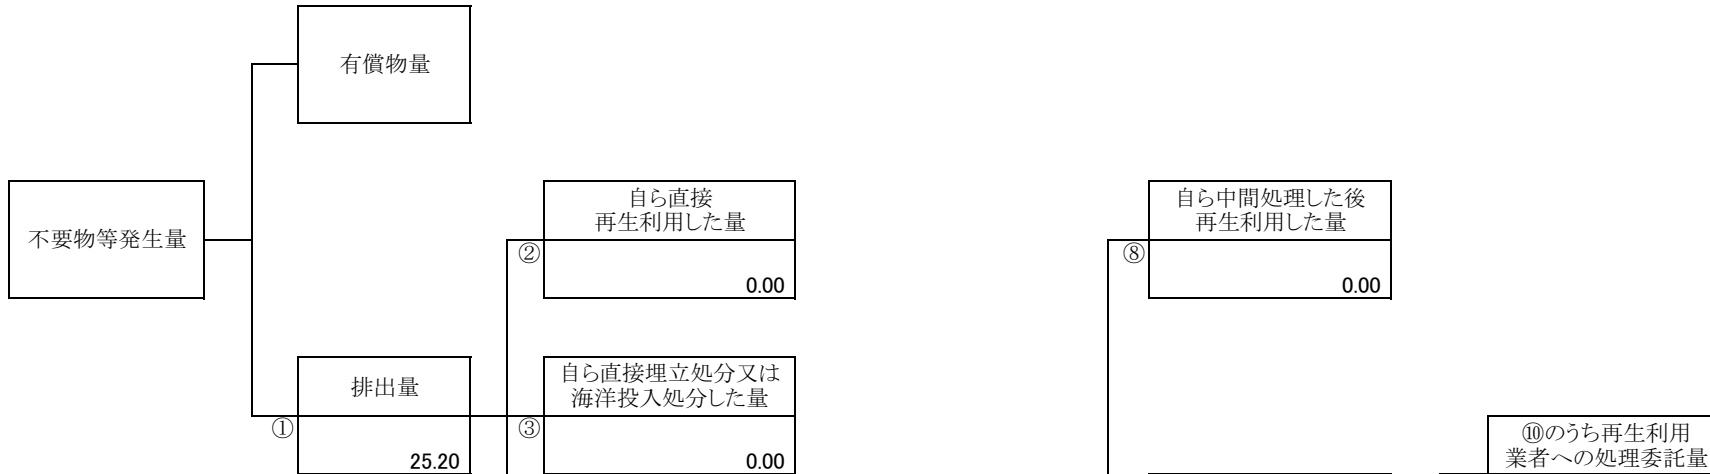 有償物量
不要物等発生量
自ら直接
再生利用した量
②
0.00
自ら中間処理した後
再生利用した量
⑧
0.00
排出量
①
25.20
自ら直接埋立処分又は
海洋投入処分した量
③
0.00
⑩のうち再生利用
業者への処理委託量